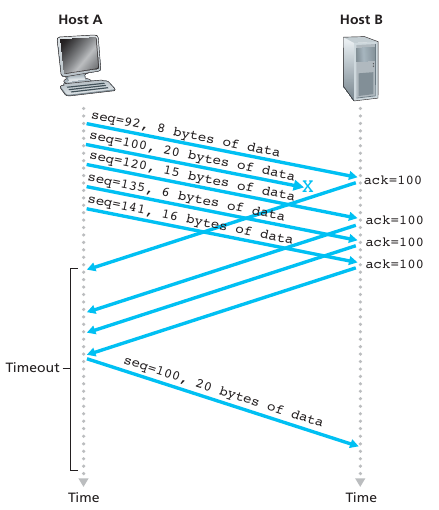 Host A
Host B
seq=92, 8 bytes of data
seq=100, 20 bytes of data
X
seq=120, 15 bytes of data
seq=135, 6 bytes of data
seq=141, 16 bytes of data
ack=100
ack=100
ack=100
ack=100
Timeout
seq=100, 20 bytes of data
Time
Time